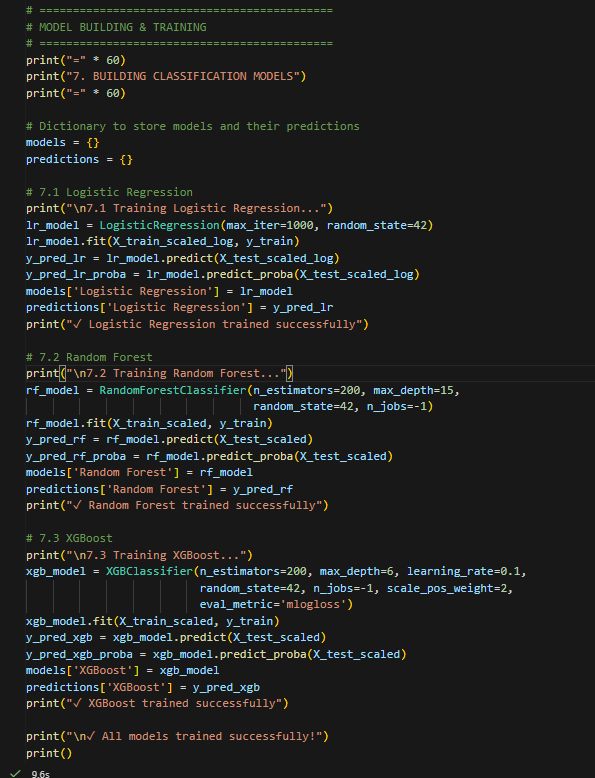 # ============================================
# MODEL BUILDING & TRAINING
# ============================================
print("=" * 60)
print("7. BUILDING CLASSIFICATION MODELS")
print("=" * 60)
# Dictionary to store models and their predictions
models = {}
predictions = {}
# 7.1 Logistic Regression
print("\n7.1 Training Logistic Regression...")
lr_model = LogisticRegression(max_iter=1000, random_state=42)
lr_model.fit(X_train_scaled_log, y_train)
y_pred_lr = lr_model.predict(X_test_scaled_log)
y_pred_lr_proba = lr_model.predict_proba(X_test_scaled_log)
models['Logistic Regression'] = lr_model
predictions['Logistic Regression'] = y_pred_lr
print("✓ Logistic Regression trained successfully")
# 7.2 Random Forest
print("\n7.2 Training Random Forest...")
rf_model = RandomForestClassifier(n_estimators=200, max_depth=15,
random_state=42, n_jobs=-1)
rf_model.fit(X_train_scaled, y_train)
y_pred_rf = rf_model.predict(X_test_scaled)
y_pred_rf_proba = rf_model.predict_proba(X_test_scaled)
models['Random Forest'] = rf_model
predictions['Random Forest'] = y_pred_rf
print("✓ Random Forest trained successfully")
# 7.3 XGBoost
print("\n7.3 Training XGBoost...")
xgb_model = XGBClassifier(n_estimators=200, max_depth=6, learning_rate=0.1,
random_state=42, n_jobs=-1, scale_pos_weight=2,
eval_metric='mlogloss')
xgb_model.fit(X_train_scaled, y_train)
y_pred_xgb = xgb_model.predict(X_test_scaled)
y_pred_xgb_proba = xgb_model.predict_proba(X_test_scaled)
models['XGBoost'] = xgb_model
predictions['XGBoost'] = y_pred_xgb
print("✓ XGBoost trained successfully")
print("\n✓ All models trained successfully!")
print()
✓ 9.6s